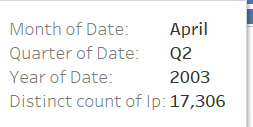 Month of Date: April
Quarter of Date: Q2
Year of Date: 2003
Distinct count of Ip: 17,306